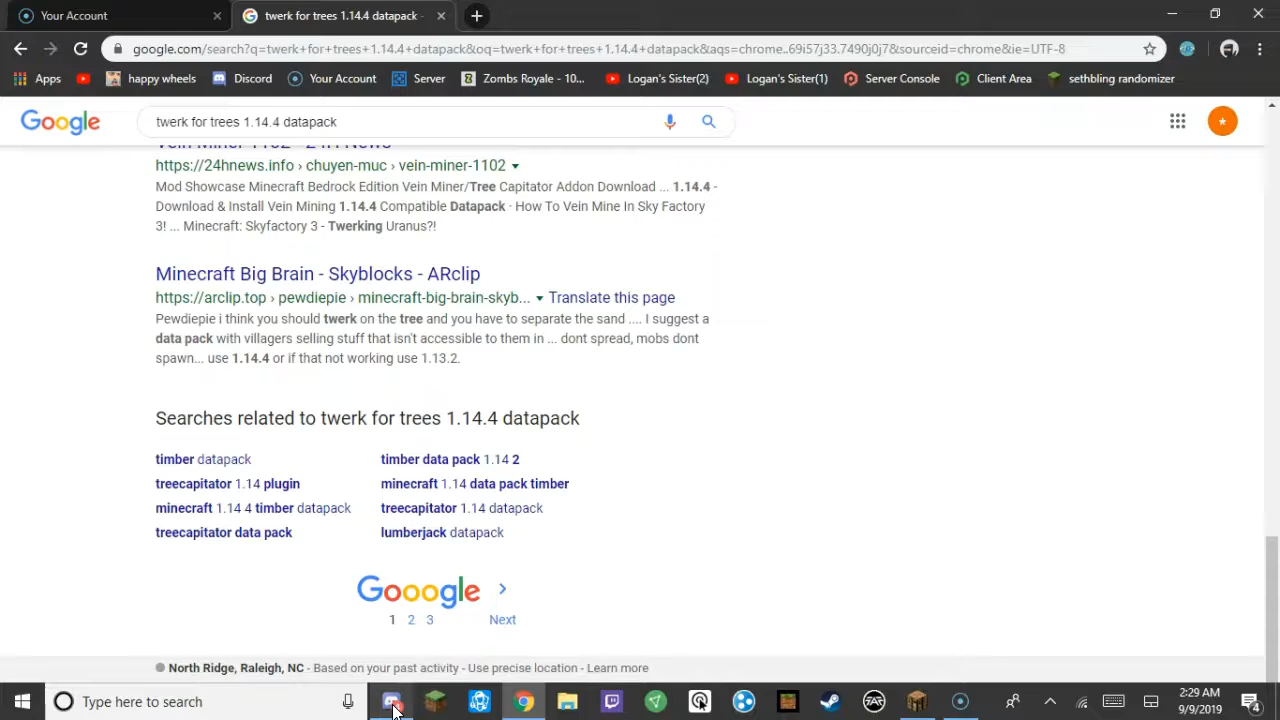 Your Account
twerk for trees 1.14.4 datapack -
google.com/search?q=twerk+for+trees+1.14.4+datapack&oq=twerk+for+trees+1.14.4+datapack&aqs=chrome..69i57j33.7490j0j7&sourceid=chrome&ie=UTF-8
Apps happy wheels Discord Your Account Server Zombs Royale - 10... Logan's Sister(2) Logan's Sister(1) Server Console Client Area sethbling randomizer
Google twerk for trees 1.14.4 datapack
https://24hnews.info › chuyen-muc › vein-miner-1102
Mod Showcase Minecraft Bedrock Edition Vein Miner/Tree Capitator Addon Download ... 1.14.4 -
Download & Install Vein Mining 1.14.4 Compatible Datapack · How To Vein Mine In Sky Factory
3! ... Minecraft: Skyfactory 3 - Twerking Uranus?!
Minecraft Big Brain - Skyblocks - ARclip
https://arclip.top › pewdiepie › minecraft-big-brain-skyb... Translate this page
Pewdiepie i think you should twerk on the tree and you have to separate the sand .... I suggest a
data pack with villagers selling stuff that isn't accessible to them in ... dont spread, mobs dont
spawn... use 1.14.4 or if that not working use 1.13.2.
Searches related to twerk for trees 1.14.4 datapack
timber datapack timber data pack 1.14 2
treecapitator 1.14 plugin minecraft 1.14 data pack timber
minecraft 1.14 4 timber datapack treecapitator 1.14 datapack
treecapitator data pack lumberjack datapack
Gooogle
1 2 3 Next
North Ridge, Raleigh, NC - Based on your past activity - Use precise location - Learn more
Type here to search
2:29 AM
9/9/2019
4